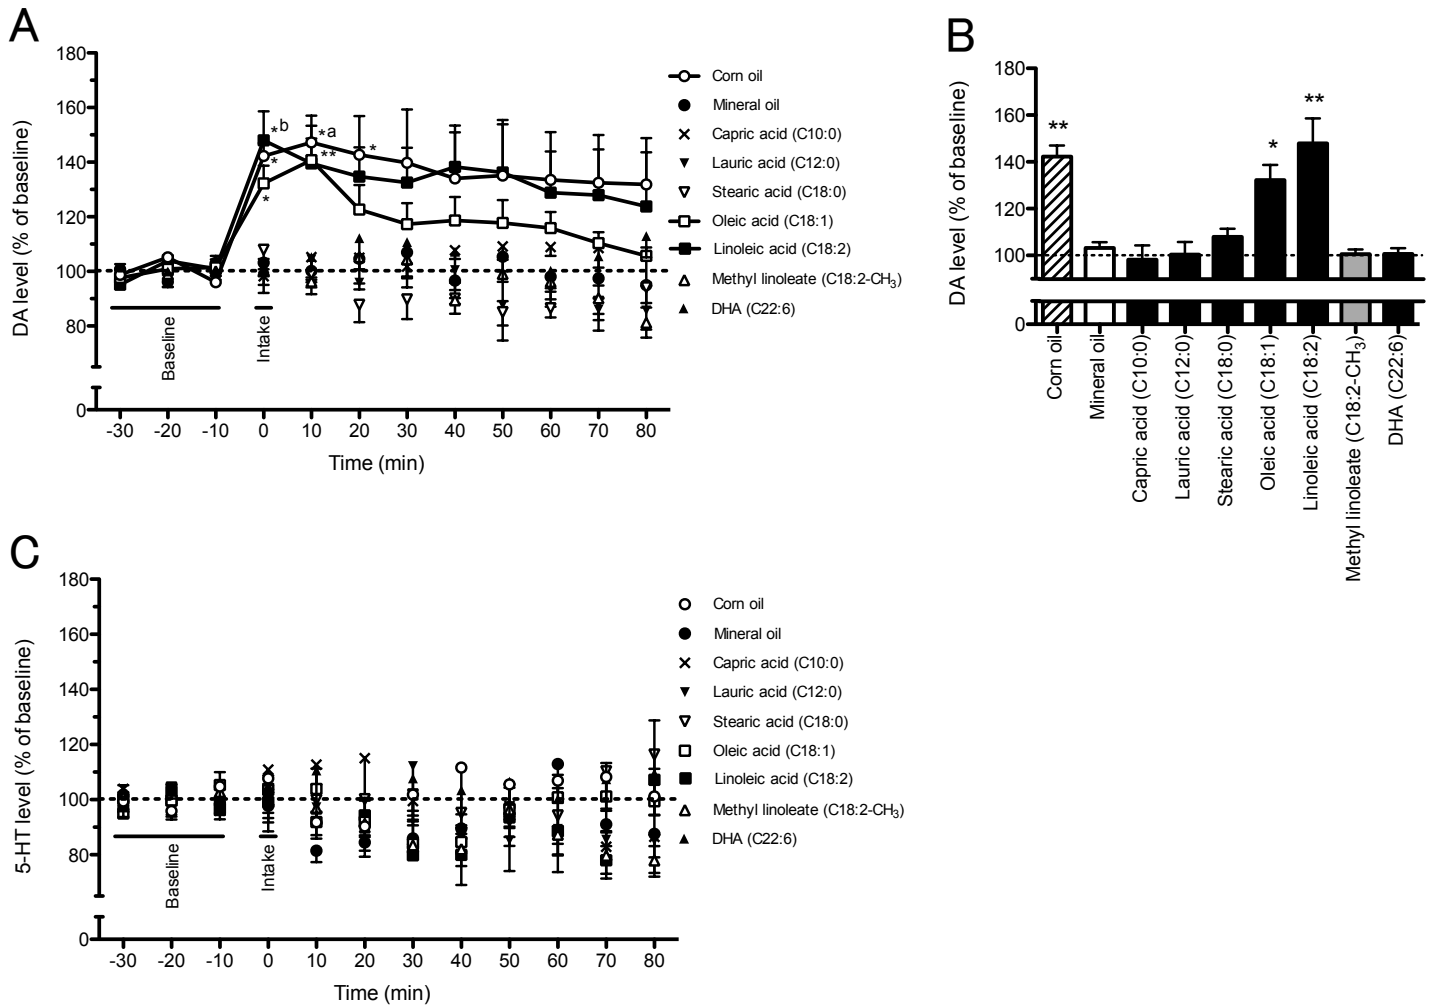 A
DA level (% of baseline)
180
160
140
120
100
80
0
*b
*
*
*a
**
*
Baseline
Intake
-30 -20 -10 0 10 20 30 40 50 60 70 80
Time (min)
Corn oil
Mineral oil
Capric acid (C10:0)
Lauric acid (C12:0)
Stearic acid (C18:0)
Oleic acid (C18:1)
Linoleic acid (C18:2)
Methyl linoleate (C18:2-CH₃)
DHA (C22:6)
B
DA level (% of baseline)
180
160
140
120
100
0
**
*
**
Corn oil
Mineral oil
Capric acid (C10:0)
Lauric acid (C12:0)
Stearic acid (C18:0)
Oleic acid (C18:1)
Linoleic acid (C18:2)
Methyl linoleate (C18:2-CH₃)
DHA (C22:6)
C
5-HT level (% of baseline)
180
160
140
120
100
80
0
Baseline
Intake
-30 -20 -10 0 10 20 30 40 50 60 70 80
Time (min)
Corn oil
Mineral oil
Capric acid (C10:0)
Lauric acid (C12:0)
Stearic acid (C18:0)
Oleic acid (C18:1)
Linoleic acid (C18:2)
Methyl linoleate (C18:2-CH₃)
DHA (C22:6)